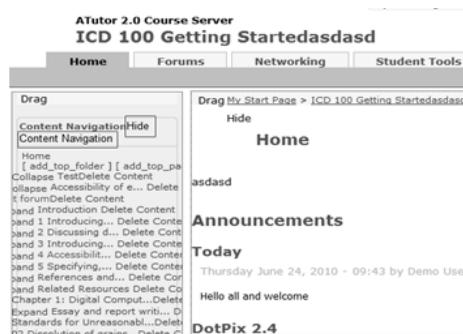 ATutor 2.0 Course Server
ICD 100 Getting Startedasdasd
Home Forums Networking Student Tools
Drag
Content Navigation Hide
Content Navigation
Home
[ add_top_folder ] [ add_top_pa
Collapse TestDelete Content
ollapse Accessibility of e... Delete
t forumDelete Content
pand Introduction Delete Content
pand 1 Introducing... Delete Conte
pand 2 Discussing d... Delete Con
pand 3 Introducing... Delete Conte
pand 4 Accessibilit... Delete Conter
pand 5 Specifying,... Delete Conter
pand References and... Delete Con
pand Related Resources Delete Co
Chapter 1: Digital Comput...Delete
Expand Essay and report writi... D
Standards for Unreasonabl...Delet
Drag My Start Page > ICD 100 Getting Startedasdasd
Hide
Home
asdasd
Announcements
Today
Thursday June 24, 2010 - 09:43 by Demo Use
Hello all and welcome
DotPix 2.4